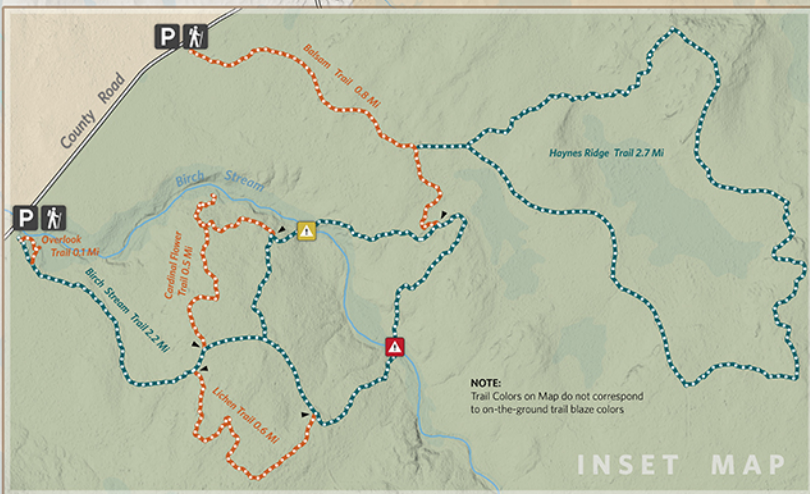 P
Balsam Trail 0.8 Mi
County Road
Haynes Ridge Trail 2.7 Mi
Birch Stream
P
Overlook
Trail 0.1 Mi
Cardinal Flower
Trail 0.5 Mi
Birch Stream Trail 2.2 Mi
NOTE:
Trail Colors on Map do not correspond
to on-the-ground trail blaze colors
Lichen Trail 0.6 Mi
INSET MAP